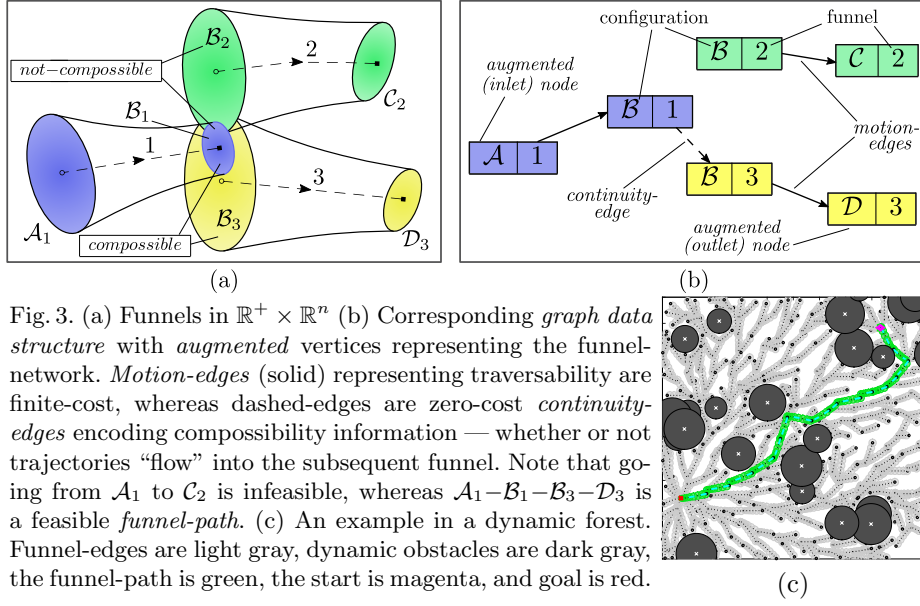 B₂
2
not−compossible
C₂
B₁
1
3
A₁
B₃
D₃
compossible
(a)
configuration
funnel
B 2
C 2
augmented
(inlet) node
B 1
motion-
edges
A 1
continuity-
edge
B 3
D 3
augmented
(outlet) node
(b)
Fig. 3. (a) Funnels in ℝ⁺ × ℝⁿ (b) Corresponding graph data
structure with augmented vertices representing the funnel-
network. Motion-edges (solid) representing traversability are
finite-cost, whereas dashed-edges are zero-cost continuity-
edges encoding compossibility information — whether or not
trajectories “flow” into the subsequent funnel. Note that go-
ing from A₁ to C₂ is infeasible, whereas A₁−B₁−B₃−D₃ is
a feasible funnel-path. (c) An example in a dynamic forest.
Funnel-edges are light gray, dynamic obstacles are dark gray,
the funnel-path is green, the start is magenta, and goal is red.
(c)